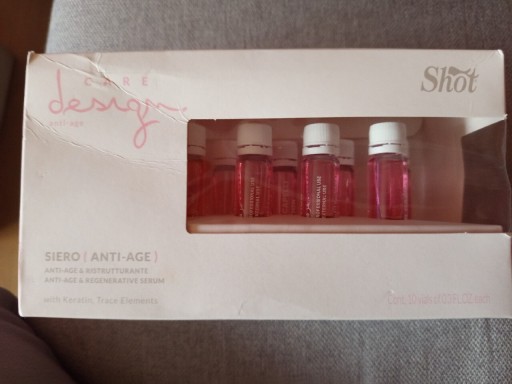 CARE
design
anti-age
Shot
SIERO ( ANTI-AGE )
ANTI-AGE & RISTRUTTURANTE
ANTI-AGE & REGENERATIVE SERUM
with Keratin, Trace Elements